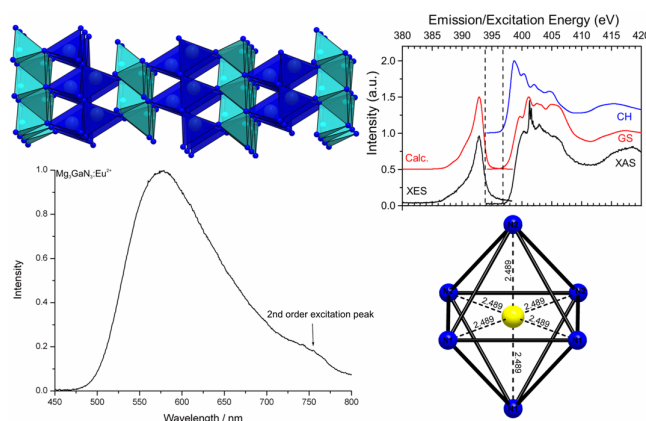 Emission/Excitation Energy (eV)
380 385 390 395 400 405 410 415 420
Intensity (a.u.)
2.0
1.5
1.0
0.5
0.0
CH
GS
Calc.
XAS
XES
Mg₃GaN₃:Eu²⁺
Intensity
1.0
0.8
0.6
0.4
0.2
0.0
2nd order excitation peak
450 500 550 600 650 700 750 800
Wavelength / nm
2.489
2.489
2.489
2.489
2.489
2.489